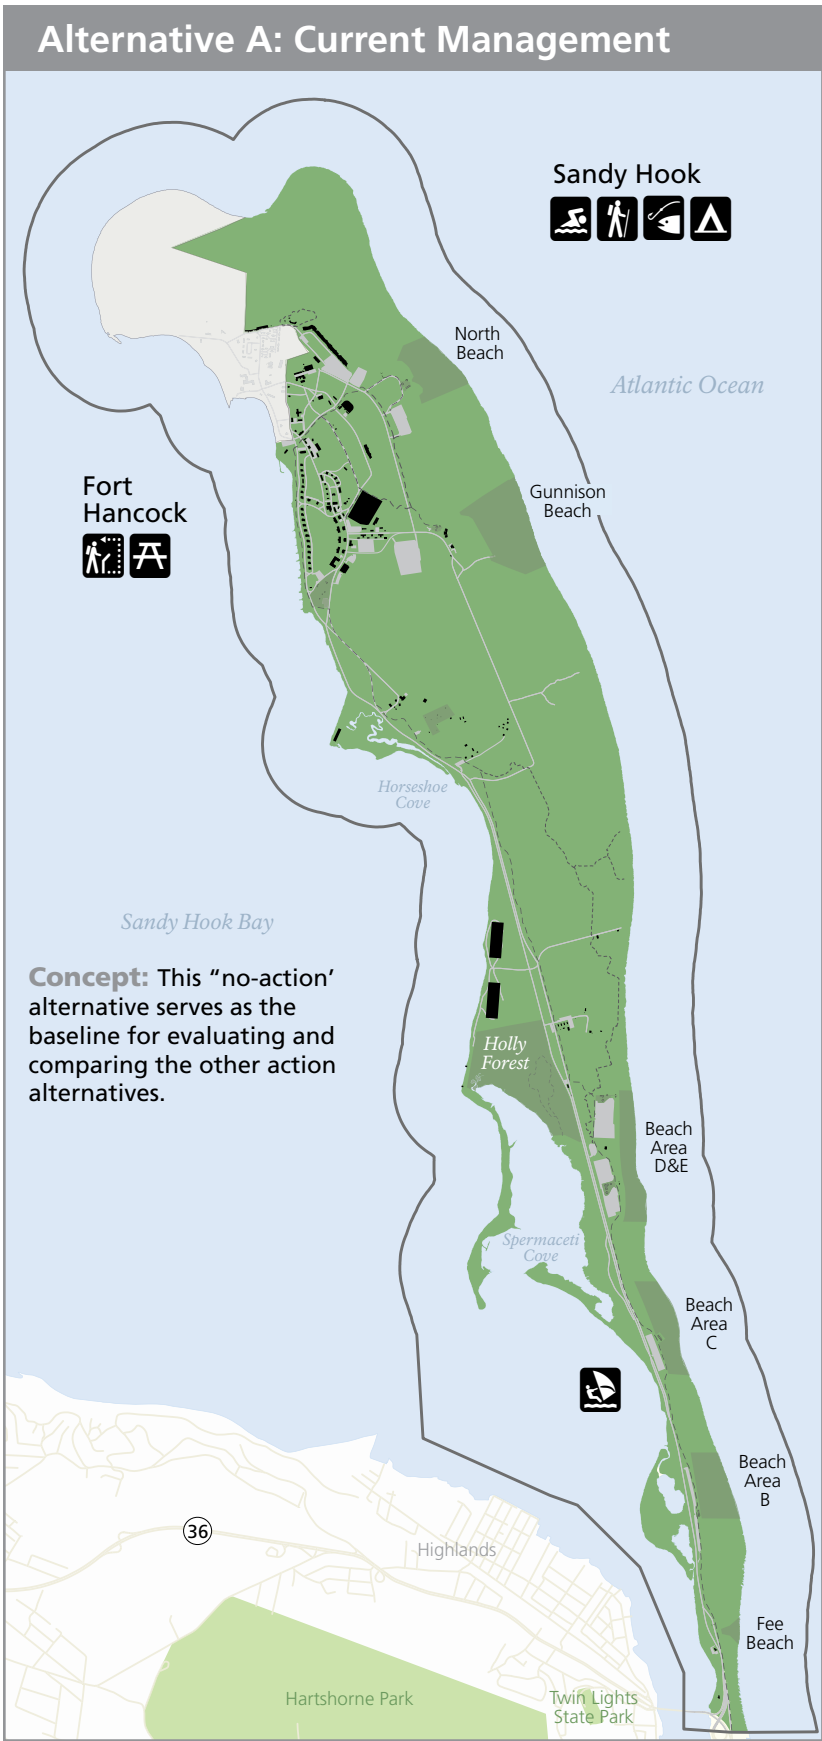 Alternative A: Current Management
Sandy Hook
North
Beach
Atlantic Ocean
Fort
Hancock
Gunnison
Beach
Horseshoe
Cove
Sandy Hook Bay
Concept: This “no-action’
alternative serves as the
baseline for evaluating and
comparing the other action
alternatives.
Holly
Forest
Beach
Area
D&E
Spermaceti
Cove
Beach
Area
C
Beach
Area
B
36
Highlands
Fee
Beach
Hartshorne Park
Twin Lights
State Park